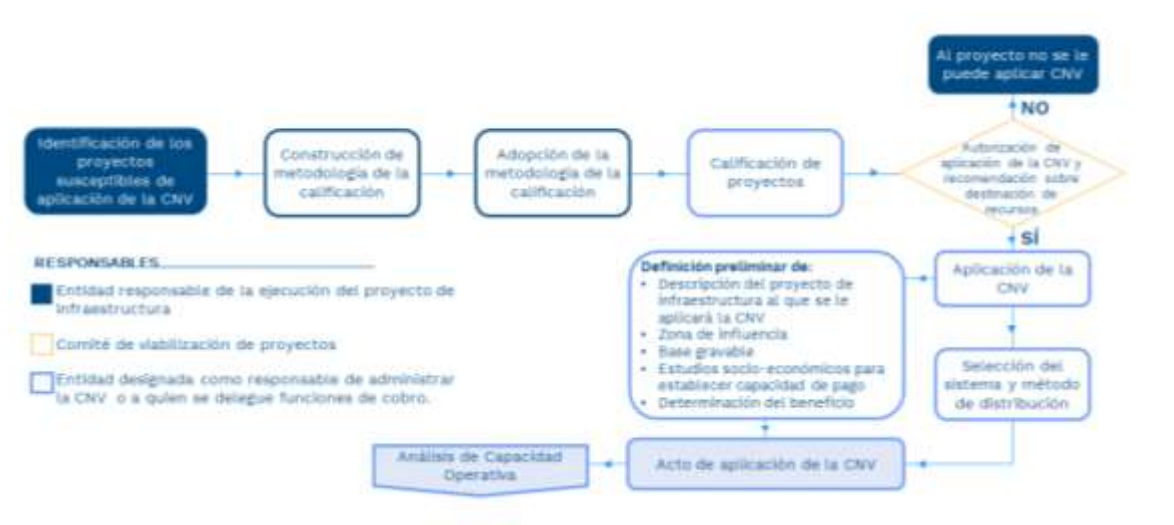 Al proyecto no se le
puede aplicar CNV
NO
Identificación de los
proyectos
susceptibles de
aplicación de la CNV
Construcción de
metodología de la
calificación
Adopción de la
metodología de la
calificación
Calificación de
proyectos
Autorización de
aplicación de la CNV y
recomendación sobre
destinación de
recursos.
SÍ
RESPONSABLES
Entidad responsable de la ejecución del proyecto de
infraestructura
Comité de viabilización de proyectos
Entidad designada como responsable de administrar
la CNV o a quien se delegue funciones de cobro.
Definición preliminar de:
• Descripción del proyecto de
infraestructura al que se le
aplicará la CNV
• Zona de influencia
• Base gravable
• Estudios socio-económicos para
establecer capacidad de pago
• Determinación del beneficio
Aplicación de la
CNV
Selección del
sistema y método
de distribución
Acto de aplicación de la CNV
Análisis de Capacidad
Operativa